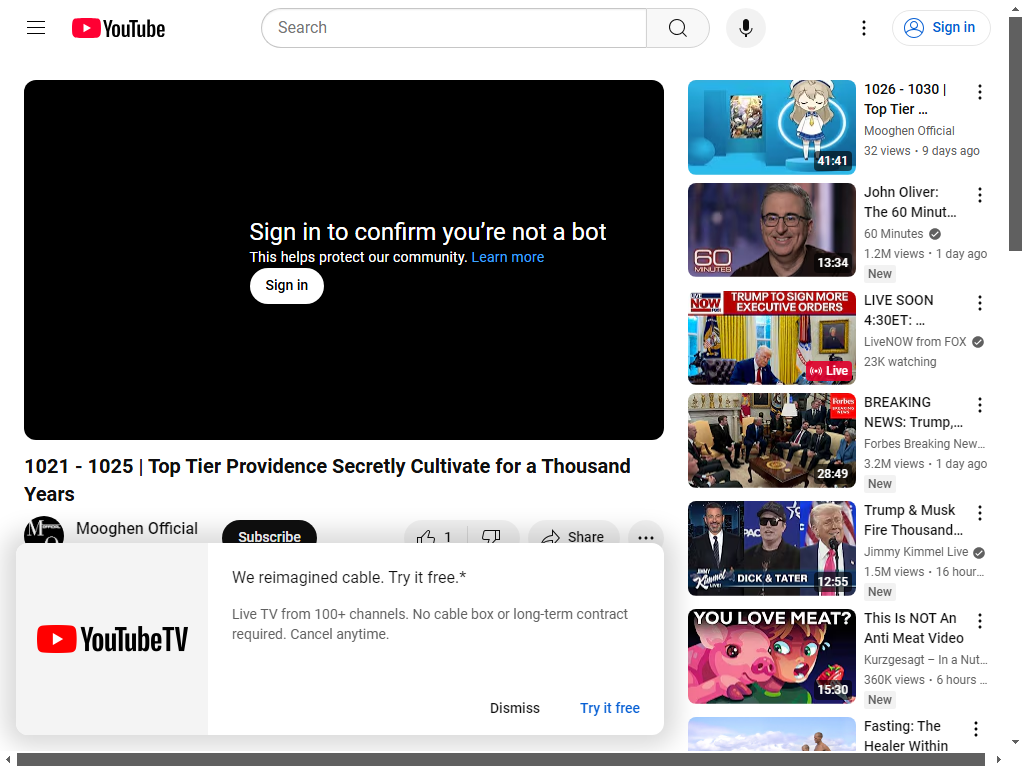 YouTube
Search
Sign in
Sign in to confirm you’re not a bot
This helps protect our community. Learn more
Sign in
1021 - 1025 | Top Tier Providence Secretly Cultivate for a Thousand
Years
Mooghen Official
Subscribe
1
Share
YouTubeTV
We reimagined cable. Try it free.*
Live TV from 100+ channels. No cable box or long-term contract
required. Cancel anytime.
Dismiss
Try it free
41:41
1026 - 1030 |
Top Tier ...
Mooghen Official
32 views • 9 days ago
60
MINUTES
13:34
John Oliver:
The 60 Minut...
60 Minutes
1.2M views • 1 day ago
New
LIVE
NOW
TRUMP TO SIGN MORE
EXECUTIVE ORDERS
Live
LIVE SOON
4:30ET: ...
LiveNOW from FOX
23K watching
Forbes
BREAKING
NEWS
28:49
BREAKING
NEWS: Trump,...
Forbes Breaking New...
3.2M views • 1 day ago
New
JIMMY
KIMMEL
LIVE!
DICK & TATER
12:55
Trump & Musk
Fire Thousand...
Jimmy Kimmel Live
1.5M views • 16 hour...
New
YOU LOVE MEAT?
15:30
This Is NOT An
Anti Meat Video
Kurzgesagt – In a Nut...
360K views • 6 hours ...
New
Fasting: The
Healer Within